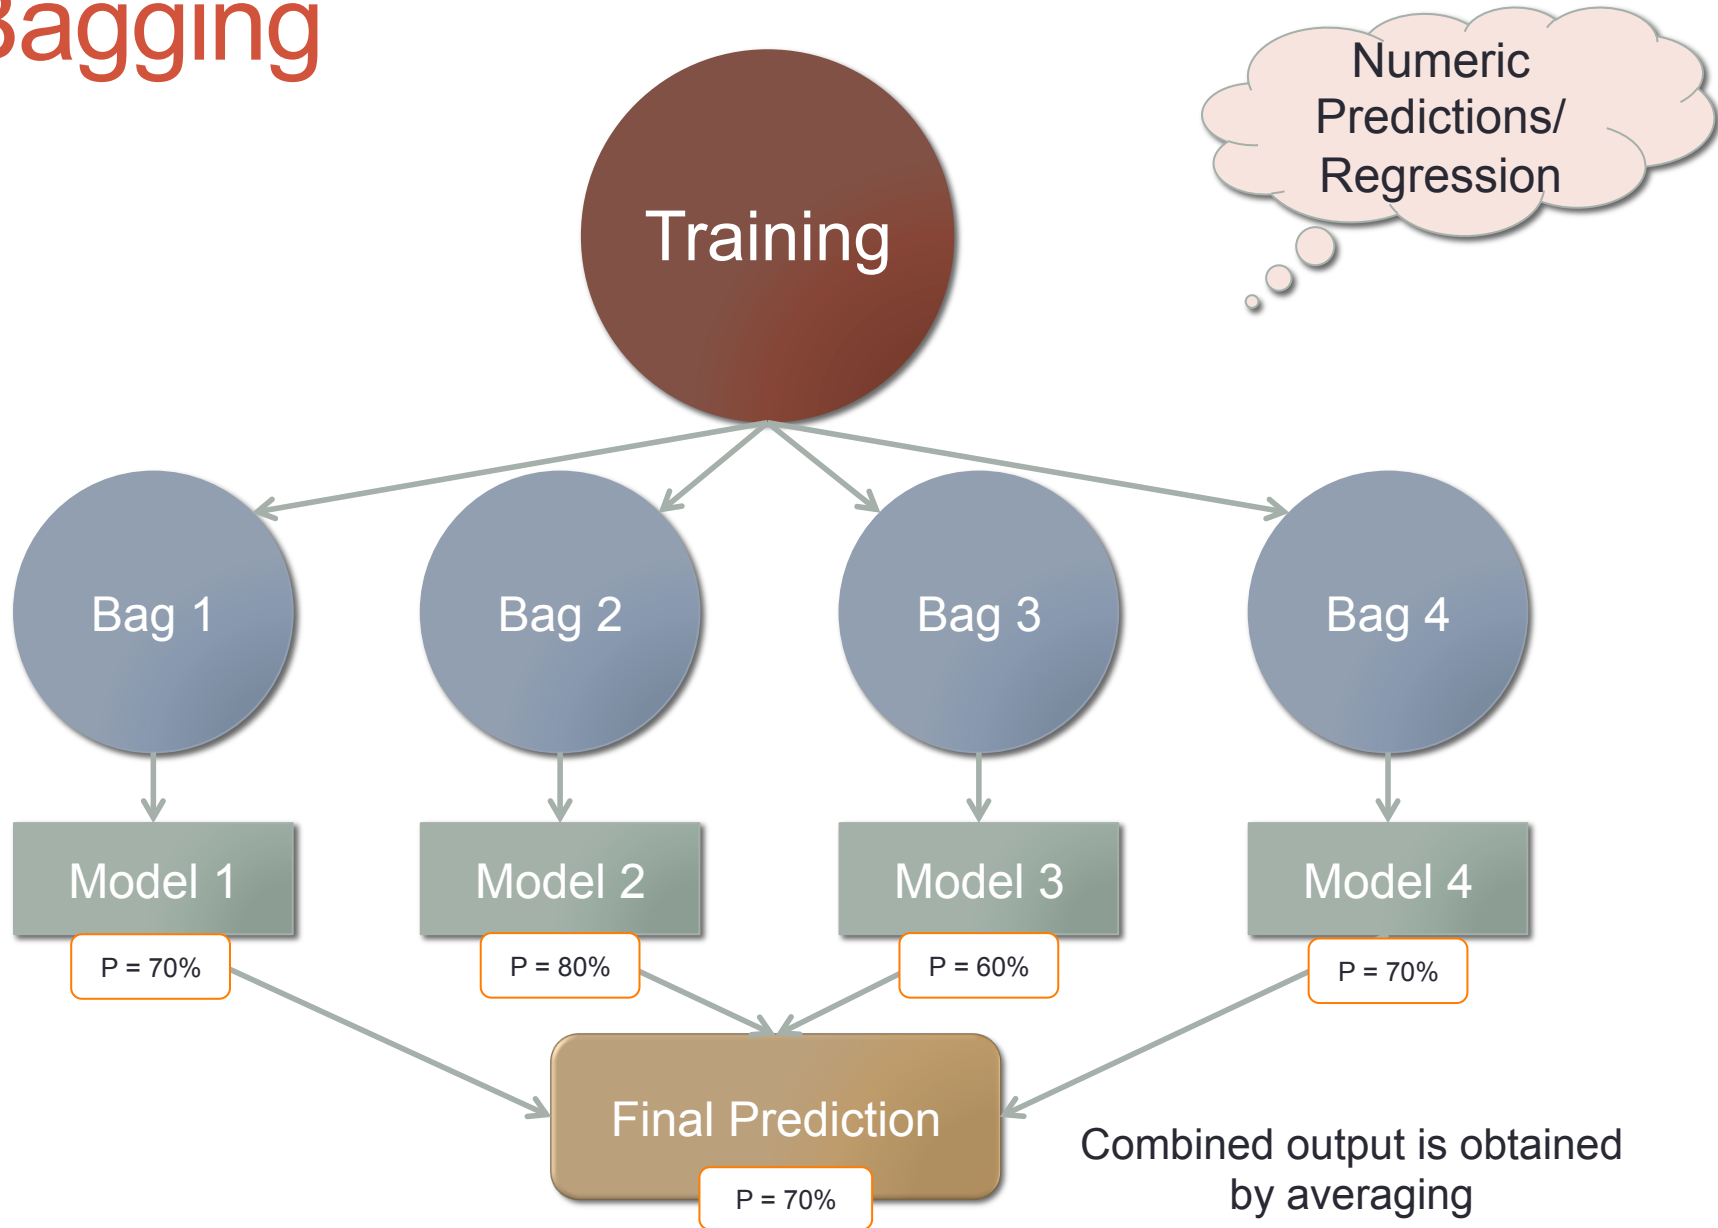 Bagging
Numeric
Predictions/
Regression
Training
Bag 1
Bag 2
Bag 3
Bag 4
Model 1
Model 2
Model 3
Model 4
P = 70%
P = 80%
P = 60%
P = 70%
Final Prediction
P = 70%
Combined output is obtained
by averaging